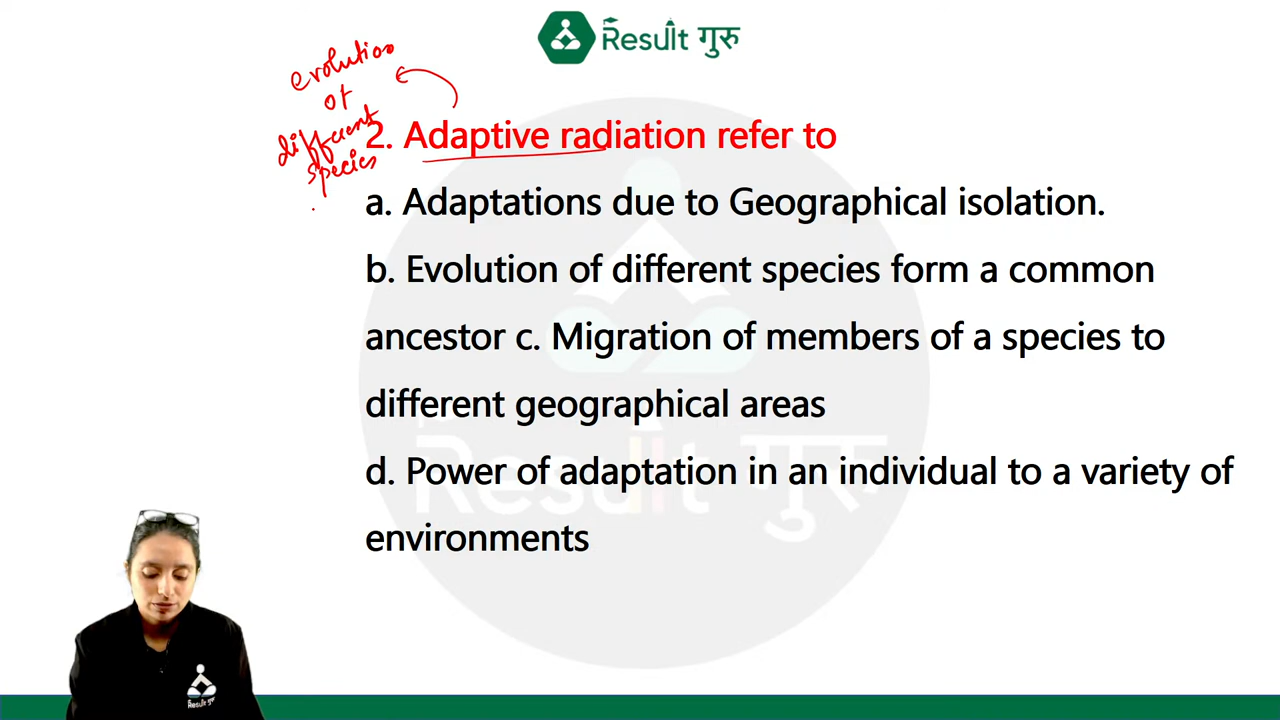 Result गुरु
evolution
of
different
species
2. Adaptive radiation refer to
a. Adaptations due to Geographical isolation.
b. Evolution of different species form a common
ancestor c. Migration of members of a species to
different geographical areas
d. Power of adaptation in an individual to a variety of
environments
Result गुरु
Result गुरु